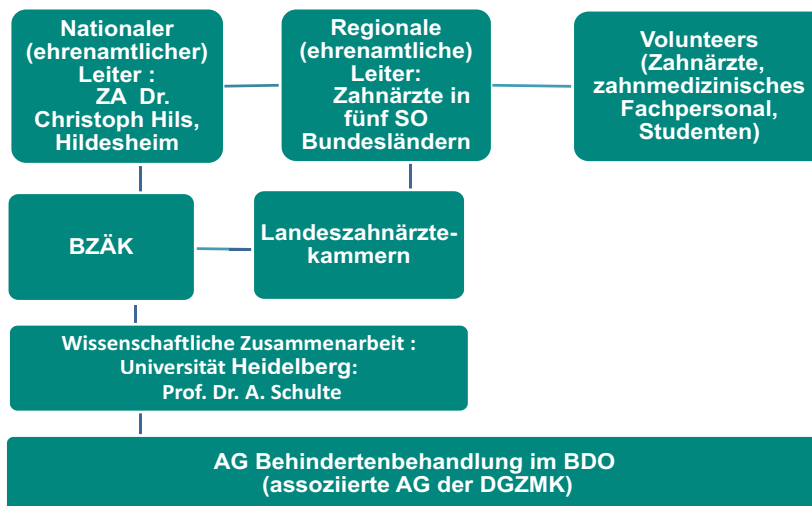 Nationaler
(ehrenamtlicher)
Leiter :
ZA Dr.
Christoph Hils,
Hildesheim
Regionale
(ehrenamtliche)
Leiter:
Zahnärzte in
fünf SO
Bundesländern
Volunteers
(Zahnärzte,
zahnmedizinisches
Fachpersonal,
Studenten)
BZÄK
Landeszahnärzte-
kammern
Wissenschaftliche Zusammenarbeit :
Universität Heidelberg:
Prof. Dr. A. Schulte
AG Behindertenbehandlung im BDO
(assoziierte AG der DGZMK)